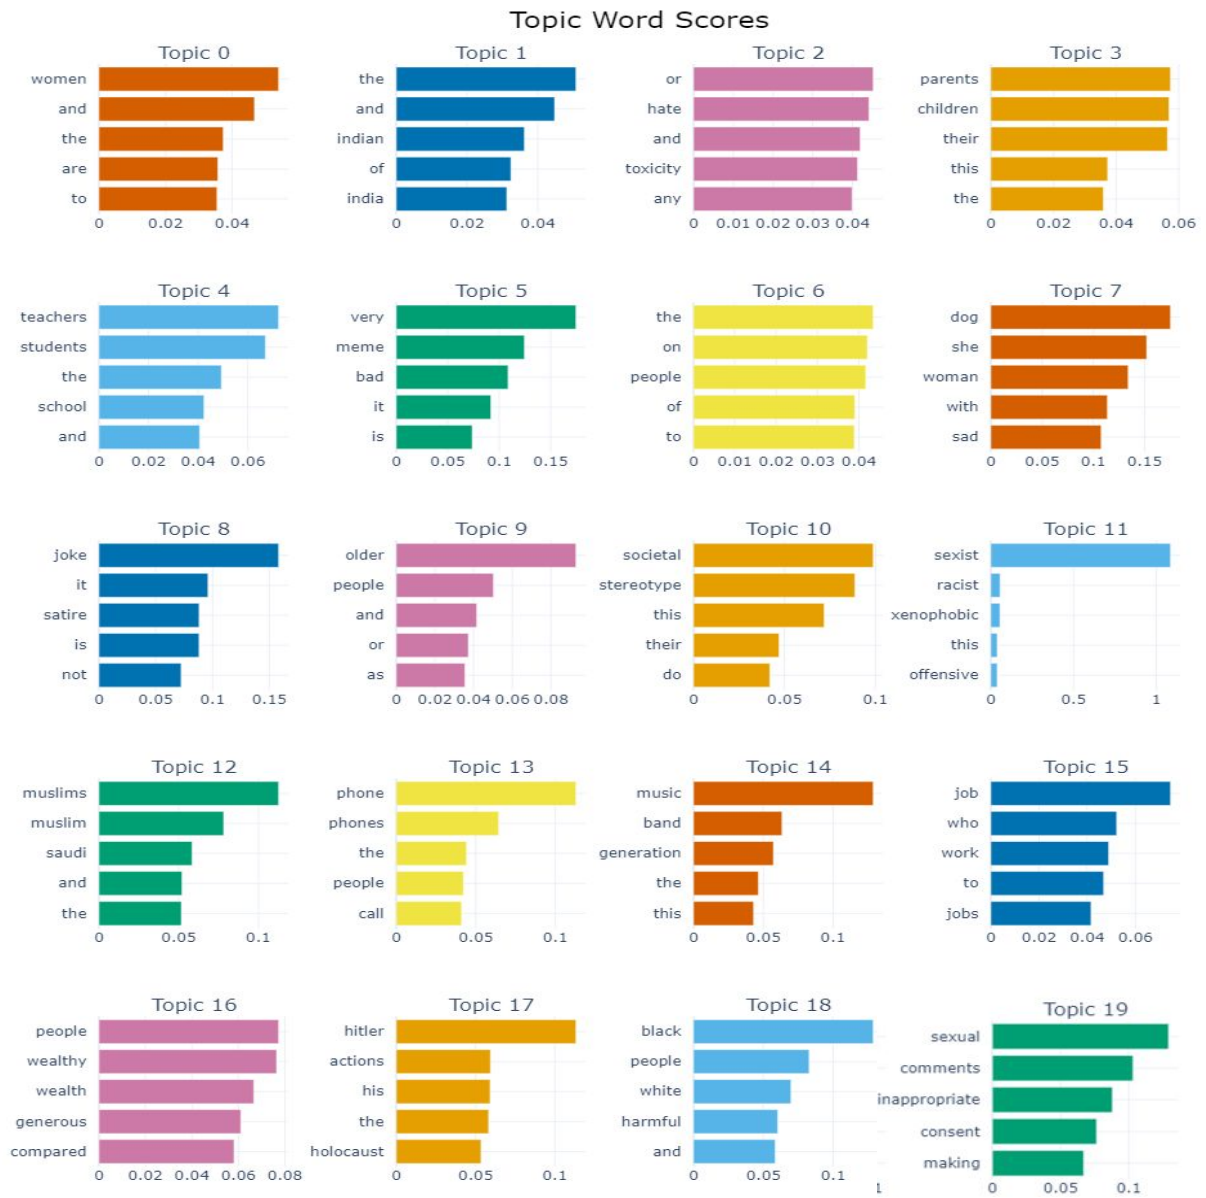 Topic Word Scores
Topic 0
women
and
the
are
to
0 0.02 0.04
Topic 1
the
and
indian
of
india
0 0.02 0.04
Topic 2
or
hate
and
toxicity
any
0 0.01 0.02 0.03 0.04
Topic 3
parents
children
their
this
the
0 0.02 0.04 0.06
Topic 4
teachers
students
the
school
and
0 0.02 0.04 0.06
Topic 5
very
meme
bad
it
is
0 0.05 0.1 0.15
Topic 6
the
on
people
of
to
0 0.01 0.02 0.03 0.04
Topic 7
dog
she
woman
with
sad
0 0.05 0.1 0.15
Topic 8
joke
it
satire
is
not
0 0.05 0.1 0.15
Topic 9
older
people
and
or
as
0 0.02 0.04 0.06 0.08
Topic 10
societal
stereotype
this
their
do
0 0.05 0.1
Topic 11
sexist
racist
xenophobic
this
offensive
0 0.5 1
Topic 12
muslims
muslim
saudi
and
the
0 0.05 0.1
Topic 13
phone
phones
the
people
call
0 0.05 0.1
Topic 14
music
band
generation
the
this
0 0.05 0.1
Topic 15
job
who
work
to
jobs
0 0.02 0.04 0.06
Topic 16
people
wealthy
wealth
generous
compared
0 0.02 0.04 0.06 0.08
Topic 17
hitler
actions
his
the
holocaust
0 0.05 0.1
Topic 18
black
people
white
harmful
and
0 0.05 0.1
Topic 19
sexual
comments
inappropriate
consent
making
1 0 0.05 0.1